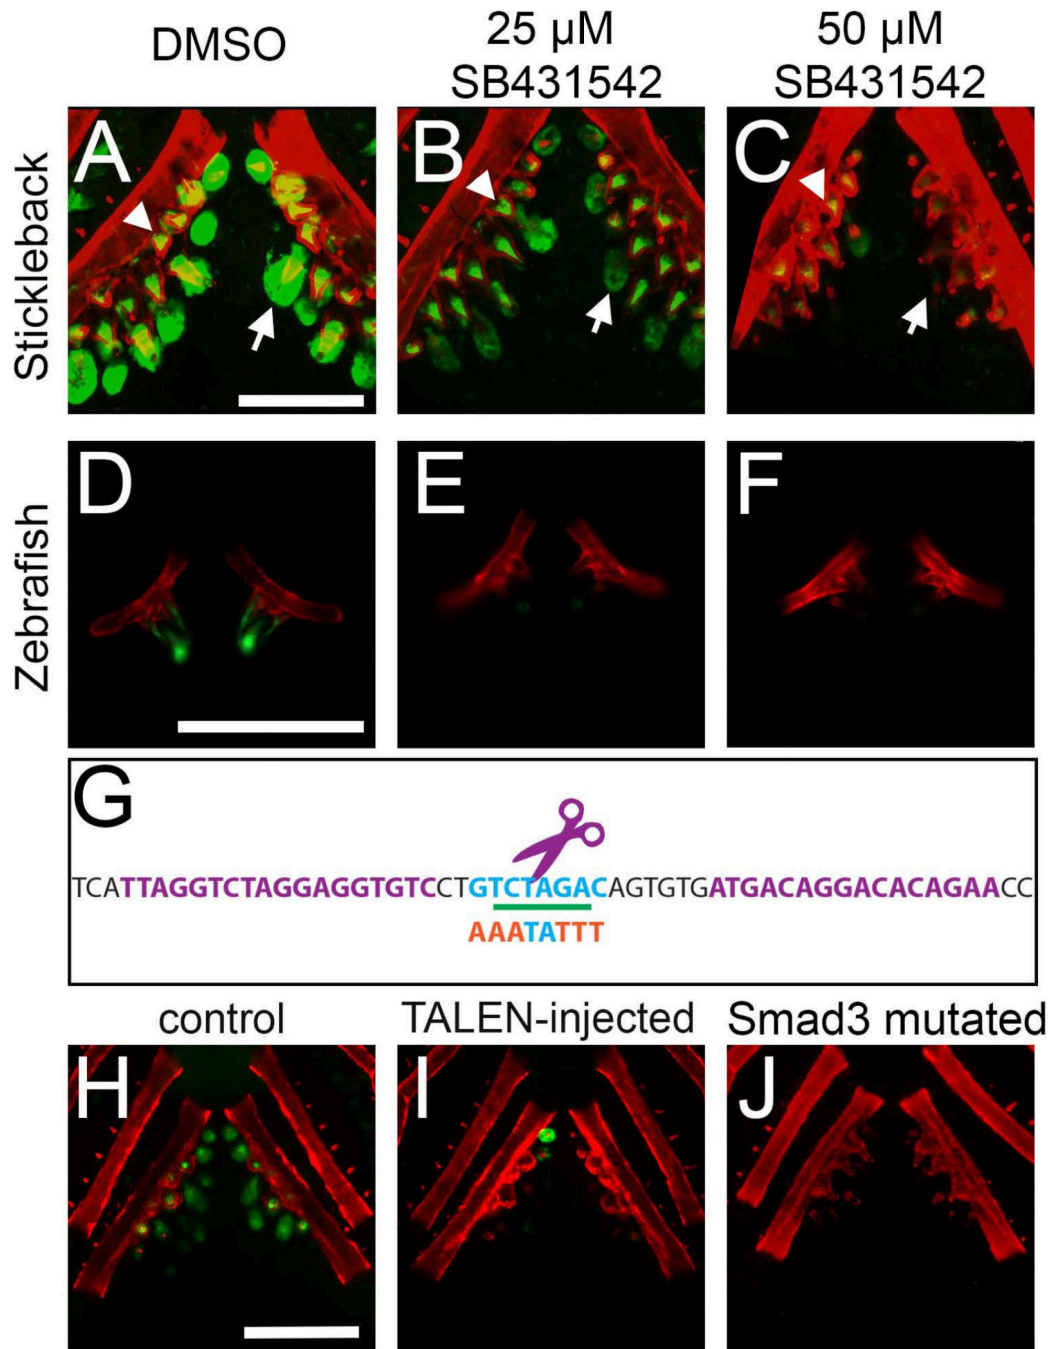 DMSO
25 µM
SB431542
50 µM
SB431542
Stickleback
A
B
C
Zebrafish
D
E
F
G
TCATTAGGTCTAGGAGGTGTCCTGTCTAGACAGTGTGATGACAGGACACAGAACC
AAATATTT
control
TALEN-injected
Smad3 mutated
H
I
J